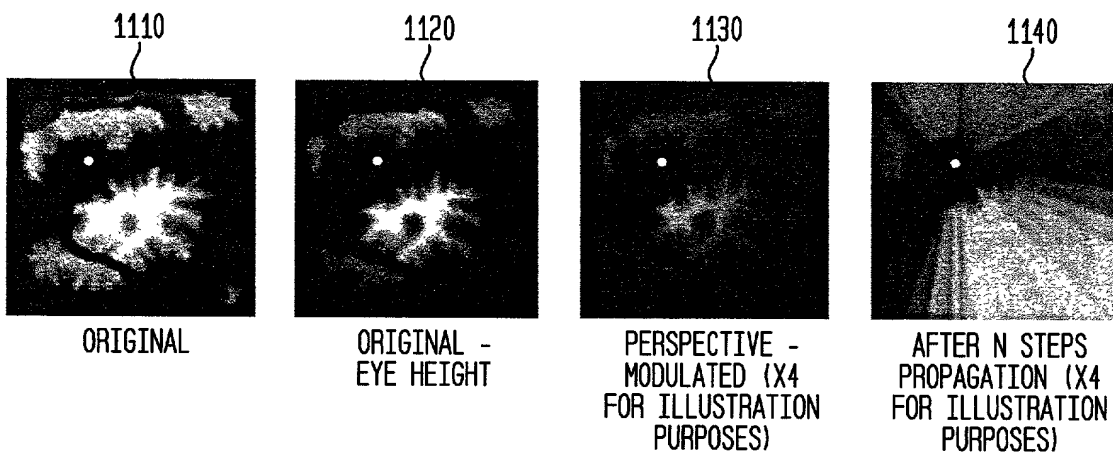 1110
1120
1130
1140
ORIGINAL
ORIGINAL -
EYE HEIGHT
PERSPECTIVE -
MODULATED (X4
FOR ILLUSTRATION
PURPOSES)
AFTER N STEPS
PROPAGATION (X4
FOR ILLUSTRATION
PURPOSES)